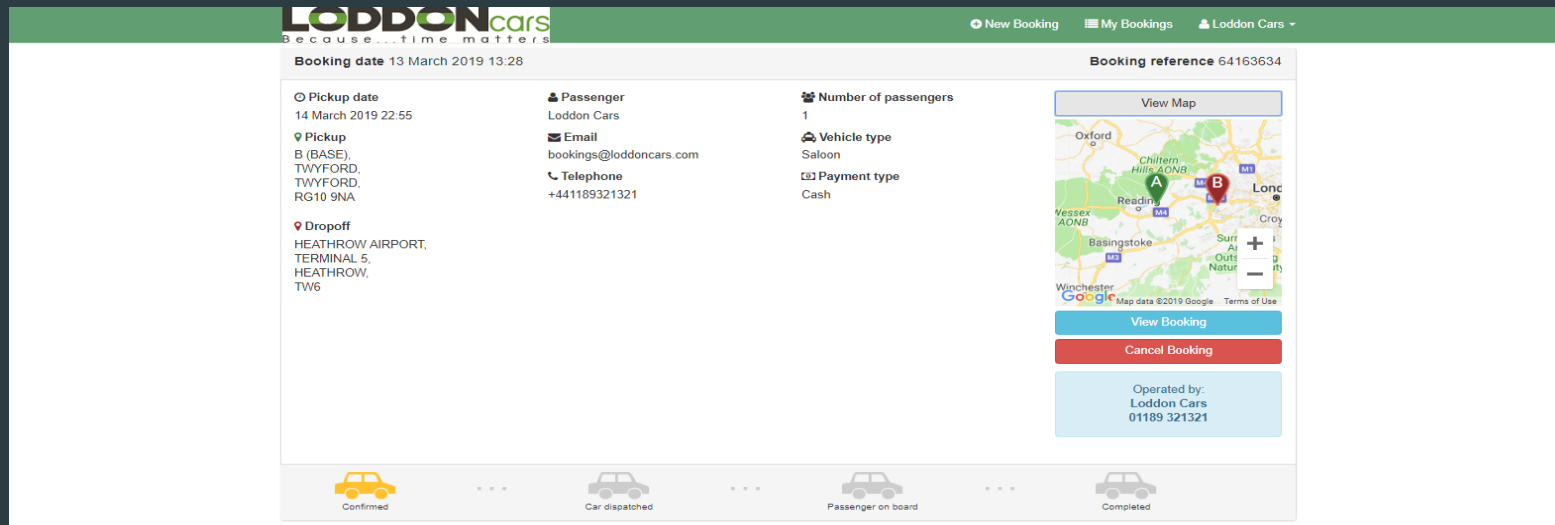 LODDONcars
Because...time matters
New Booking
My Bookings
Loddon Cars
Booking date 13 March 2019 13:28
Booking reference 64163634
Pickup date
14 March 2019 22:55
Pickup
B (BASE),
TWYFORD,
TWYFORD,
RG10 9NA
Dropoff
HEATHROW AIRPORT,
TERMINAL 5,
HEATHROW,
TW6
Passenger
Loddon Cars
Email
bookings@loddoncars.com
Telephone
+441189321321
Number of passengers
1
Vehicle type
Saloon
Payment type
Cash
View Map
Oxford
Chiltern
Hills AONB
M1
A
B
Reading
M4
Wessex
AONB
Basingstoke
M3
Winchester
Google
Map data ©2019 Google
Terms of Use
+
−
View Booking
Cancel Booking
Operated by:
Loddon Cars
01189 321321
Confirmed
Car dispatched
Passenger on board
Completed